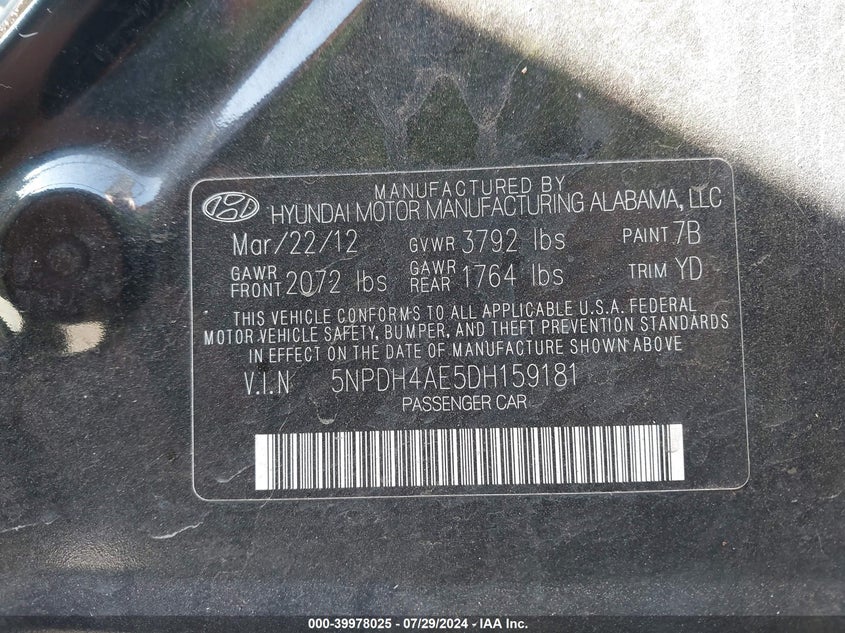 MANUFACTURED BY
HYUNDAI MOTOR MANUFACTURING ALABAMA, LLC
Mar/22/12 GVWR 3792 lbs PAINT 7B
GAWR FRONT 2072 lbs GAWR REAR 1764 lbs TRIM YD
THIS VEHICLE CONFORMS TO ALL APPLICABLE U.S.A. FEDERAL
MOTOR VEHICLE SAFETY, BUMPER, AND THEFT PREVENTION STANDARDS
IN EFFECT ON THE DATE OF MANUFACTURE SHOWN ABOVE
V.I.N 5NPDH4AE5DH159181
PASSENGER CAR
000-39978025 - 07/29/2024 - IAA Inc.